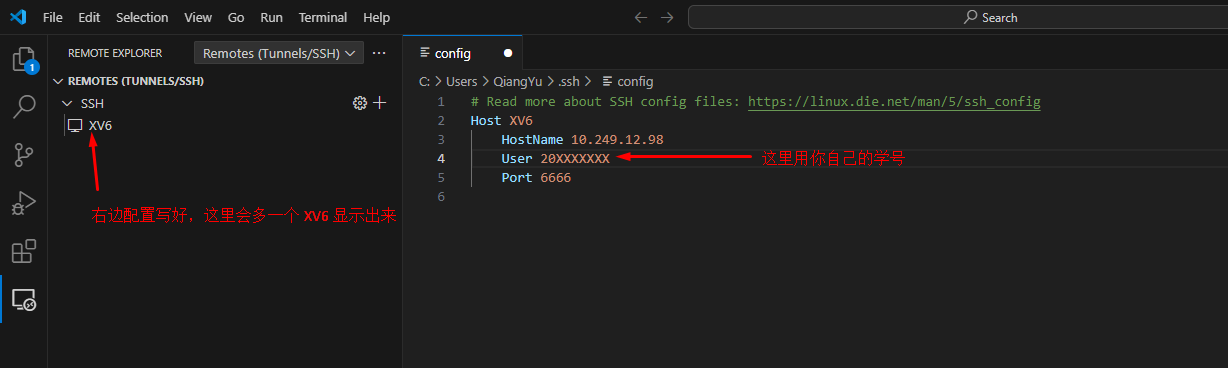 File Edit Selection View Go Run Terminal Help
Search
REMOTE EXPLORER
Remotes (Tunnels/SSH)
config
REMOTES (TUNNELS/SSH)
C: > Users > QiangYu > .ssh > config
SSH
1 # Read more about SSH config files: https://linux.die.net/man/5/ssh_config
XV6
2 Host XV6
3 HostName 10.249.12.98
4 User 20XXXXXXX
这里用你自己的学号
5 Port 6666
6
1
右边配置写好，这里会多一个 XV6 显示出来